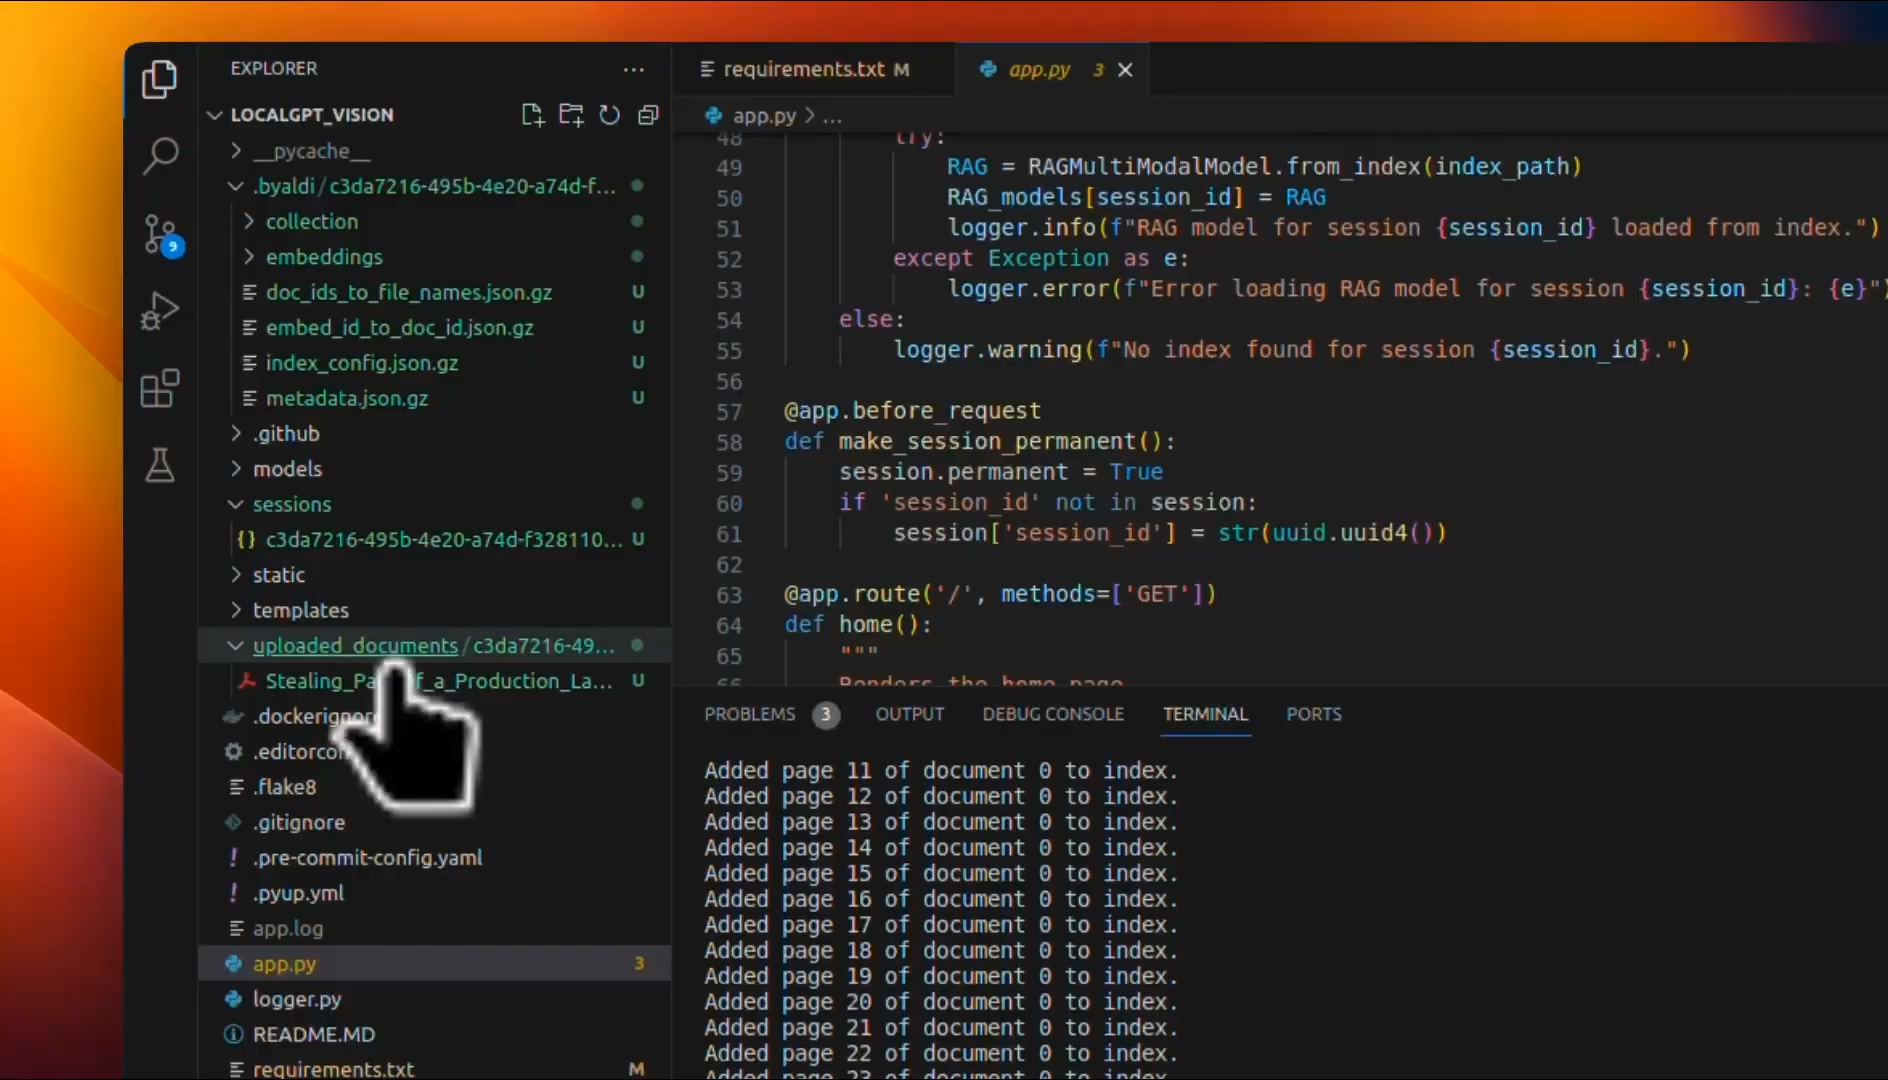 EXPLORER
LOCALGPT_VISION
__pycache__
.byaldi/c3da7216-495b-4e20-a74d-f...
collection
embeddings
doc_ids_to_file_names.json.gz U
embed_id_to_doc_id.json.gz U
index_config.json.gz U
metadata.json.gz U
.github
models
sessions
{} c3da7216-495b-4e20-a74d-f328110... U
static
templates
uploaded_documents/c3da7216-49...
Stealing_Pa f_a_Production_La... U
.dockerignore
.editorcon
.flake8
.gitignore
! .pre-commit-config.yaml
! .pyup.yml
app.log
app.py 3
logger.py
README.MD
requirements.txt M
9
requirements.txt M
app.py 3
app.py > ...
48 try:
49 RAG = RAGMultiModalModel.from_index(index_path)
50 RAG_models[session_id] = RAG
51 logger.info(f"RAG model for session {session_id} loaded from index.")
52 except Exception as e:
53 logger.error(f"Error loading RAG model for session {session_id}: {e}")
54 else:
55 logger.warning(f"No index found for session {session_id}.")
56
57 @app.before_request
58 def make_session_permanent():
59 session.permanent = True
60 if 'session_id' not in session:
61 session['session_id'] = str(uuid.uuid4())
62
63 @app.route('/', methods=['GET'])
64 def home():
65 """
66 Renders the home page
PROBLEMS 3 OUTPUT DEBUG CONSOLE TERMINAL PORTS
Added page 11 of document 0 to index.
Added page 12 of document 0 to index.
Added page 13 of document 0 to index.
Added page 14 of document 0 to index.
Added page 15 of document 0 to index.
Added page 16 of document 0 to index.
Added page 17 of document 0 to index.
Added page 18 of document 0 to index.
Added page 19 of document 0 to index.
Added page 20 of document 0 to index.
Added page 21 of document 0 to index.
Added page 22 of document 0 to index.
Added page 23 of document 0 to index.